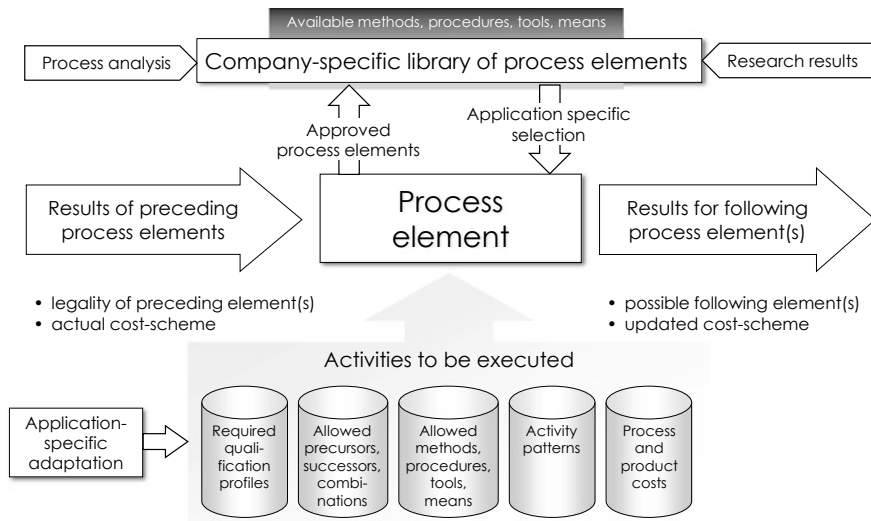 Available methods, procedures, tools, means
Process analysis
Company-specific library of process elements
Research results
Approved
process elements
Application specific
selection
Results of preceding
process elements
Process
element
Results for following
process element(s)
• legality of preceding element(s)
• actual cost-scheme
• possible following element(s)
• updated cost-scheme
Activities to be executed
Application-
specific
adaptation
Required
quali-
fication
profiles
Allowed
precursors,
successors,
combi-
nations
Allowed
methods,
procedures,
tools,
means
Activity
patterns
Process
and
product
costs